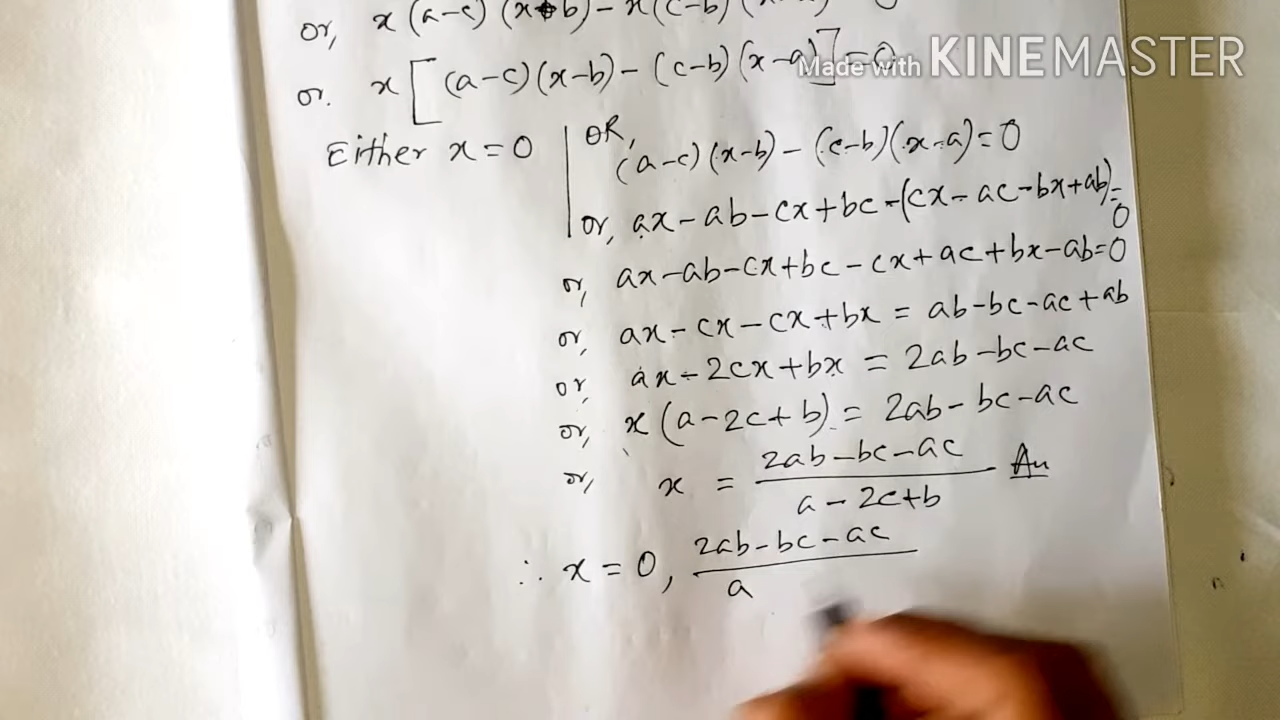 or, x (a-c) (x-b) - x (c-b)
or. x [(a-c)(x-b) - (c-b)(x-a)] = 0
Made with KINEMASTER
Either x = 0
OR,
(a-c)(x-b) - (c-b)(x-a) = 0
or, ax - ab - cx + bc - (cx - ac - bx + ab) = 0
or, ax - ab - cx + bc - cx + ac + bx - ab = 0
or, ax - cx - cx + bx = ab - bc - ac + ab
or, ax - 2cx + bx = 2ab - bc - ac
or, x (a - 2c + b) = 2ab - bc - ac
or, x = (2ab - bc - ac) / (a - 2c + b) An
∴ x = 0, (2ab - bc - ac) / a